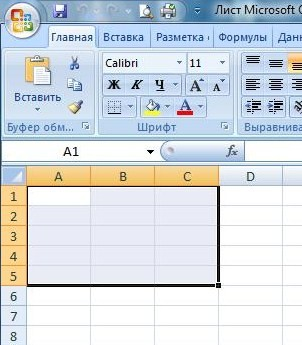 Лист Microsoft
Главная Вставка Разметка Формулы
Calibri 11
Ж К Ч А А
Вставить А
Буфер обм... Шрифт Выравнива
A1 fx
A B C D
1
2
3
4
5
6
7
8